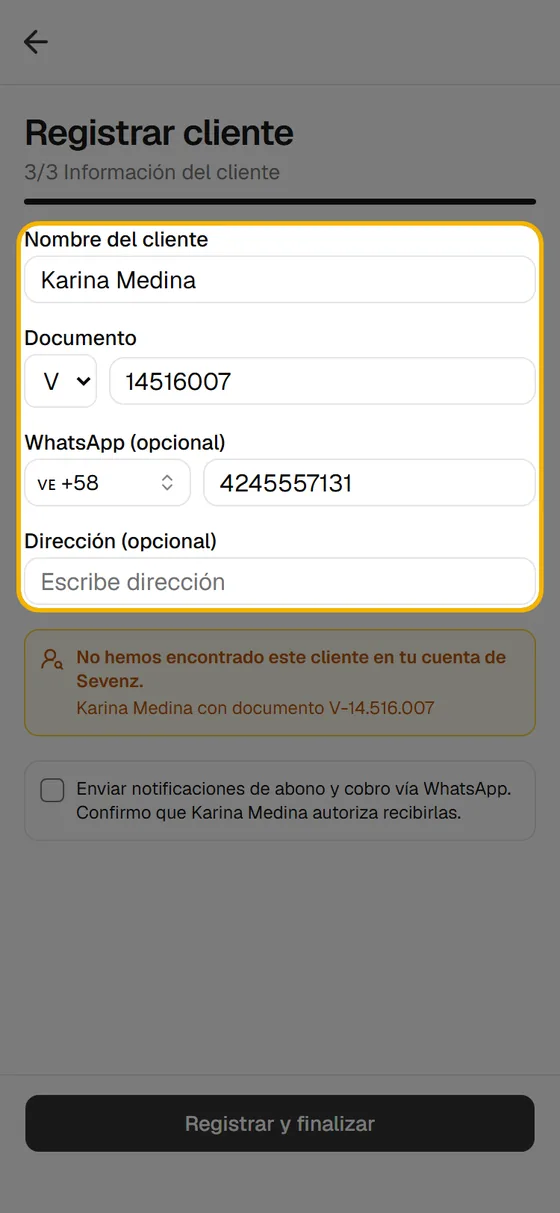 Registrar cliente
3/3 Información del cliente
Nombre del cliente
Karina Medina
Documento
V 14516007
WhatsApp (opcional)
VE +58 4245557131
Dirección (opcional)
Escribe dirección
No hemos encontrado este cliente en tu cuenta de
Sevenz.
Karina Medina con documento V-14.516.007
Enviar notificaciones de abono y cobro vía WhatsApp.
Confirmo que Karina Medina autoriza recibirlas.
Registrar y finalizar